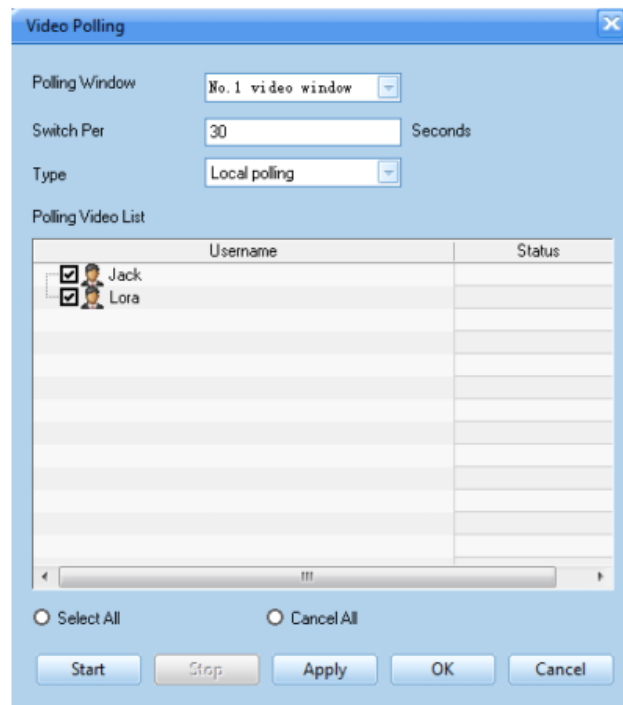 Video Polling
Polling Window No.1 video window
Switch Per 30 Seconds
Type Local polling
Polling Video List
Username Status
Jack
Lora
Select All Cancel All
Start Stop Apply OK Cancel